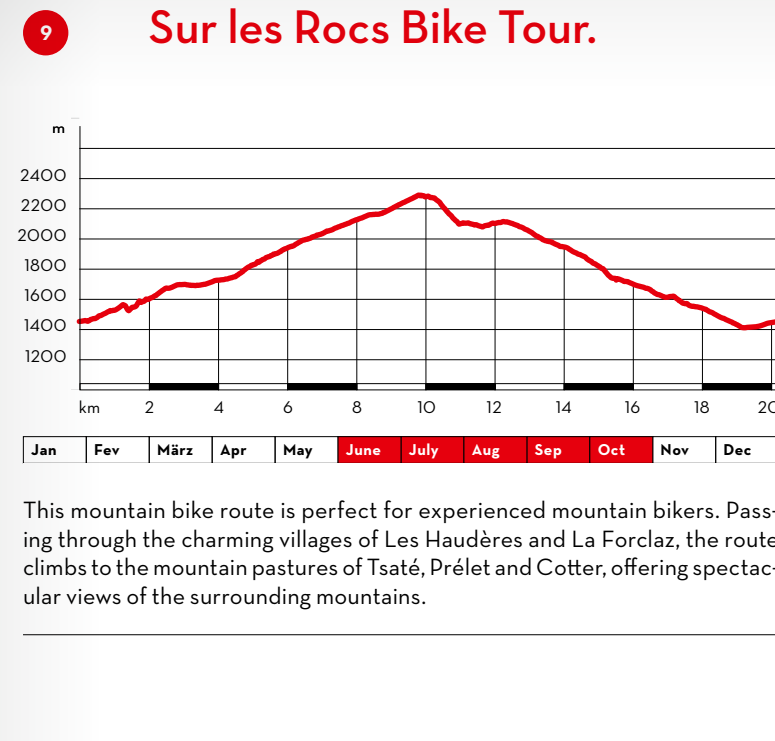 9
Sur les Rocs Bike Tour.
m
2400
2200
2000
1800
1600
1400
1200
km 2 4 6 8 10 12 14 16 18 20
Jan Fev März Apr May June July Aug Sep Oct Nov Dec
This mountain bike route is perfect for experienced mountain bikers. Pass-
ing through the charming villages of Les Haudères and La Forclaz, the route
climbs to the mountain pastures of Tsaté, Prélet and Cotter, offering spectac-
ular views of the surrounding mountains.